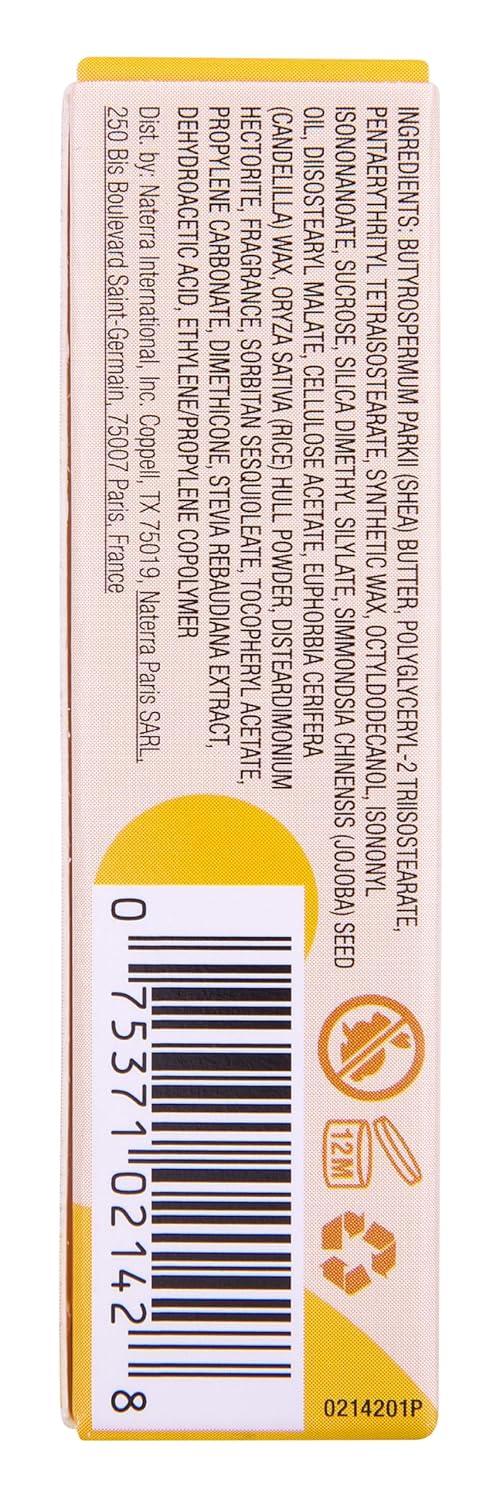 INGREDIENTS: BUTYROSPERMUM PARKII (SHEA) BUTTER, POLYGLYCERYL-2 TRIISOSTEARATE,
PENTAERYTHRITYL TETRAISOSTEARATE, SYNTHETIC WAX, OCTYLDODECANOL, ISONONYL
ISONONANOATE, SUCROSE, SILICA DIMETHYL SILYLATE, SIMMONDSIA CHINENSIS (JOJOBA) SEED
OIL, DIISOSTEARYL MALATE, CELLULOSE ACETATE, EUPHORBIA CERIFERA
(CANDELILLA) WAX, ORYZA SATIVA (RICE) HULL POWDER, DISTEARDIMONIUM
HECTORITE, FRAGRANCE, SORBITAN SESQUIOLEATE, TOCOPHERYL ACETATE,
PROPYLENE CARBONATE, DIMETHICONE, STEVIA REBAUDIANA EXTRACT,
DEHYDROACETIC ACID, ETHYLENE/PROPYLENE COPOLYMER
Dist. by: Naterra International, Inc. Coppell, TX 75019, Naterra Paris SARL,
250 Bis Boulevard Saint-Germain, 75007 Paris, France
12M
0 75371 02142 8
0214201P